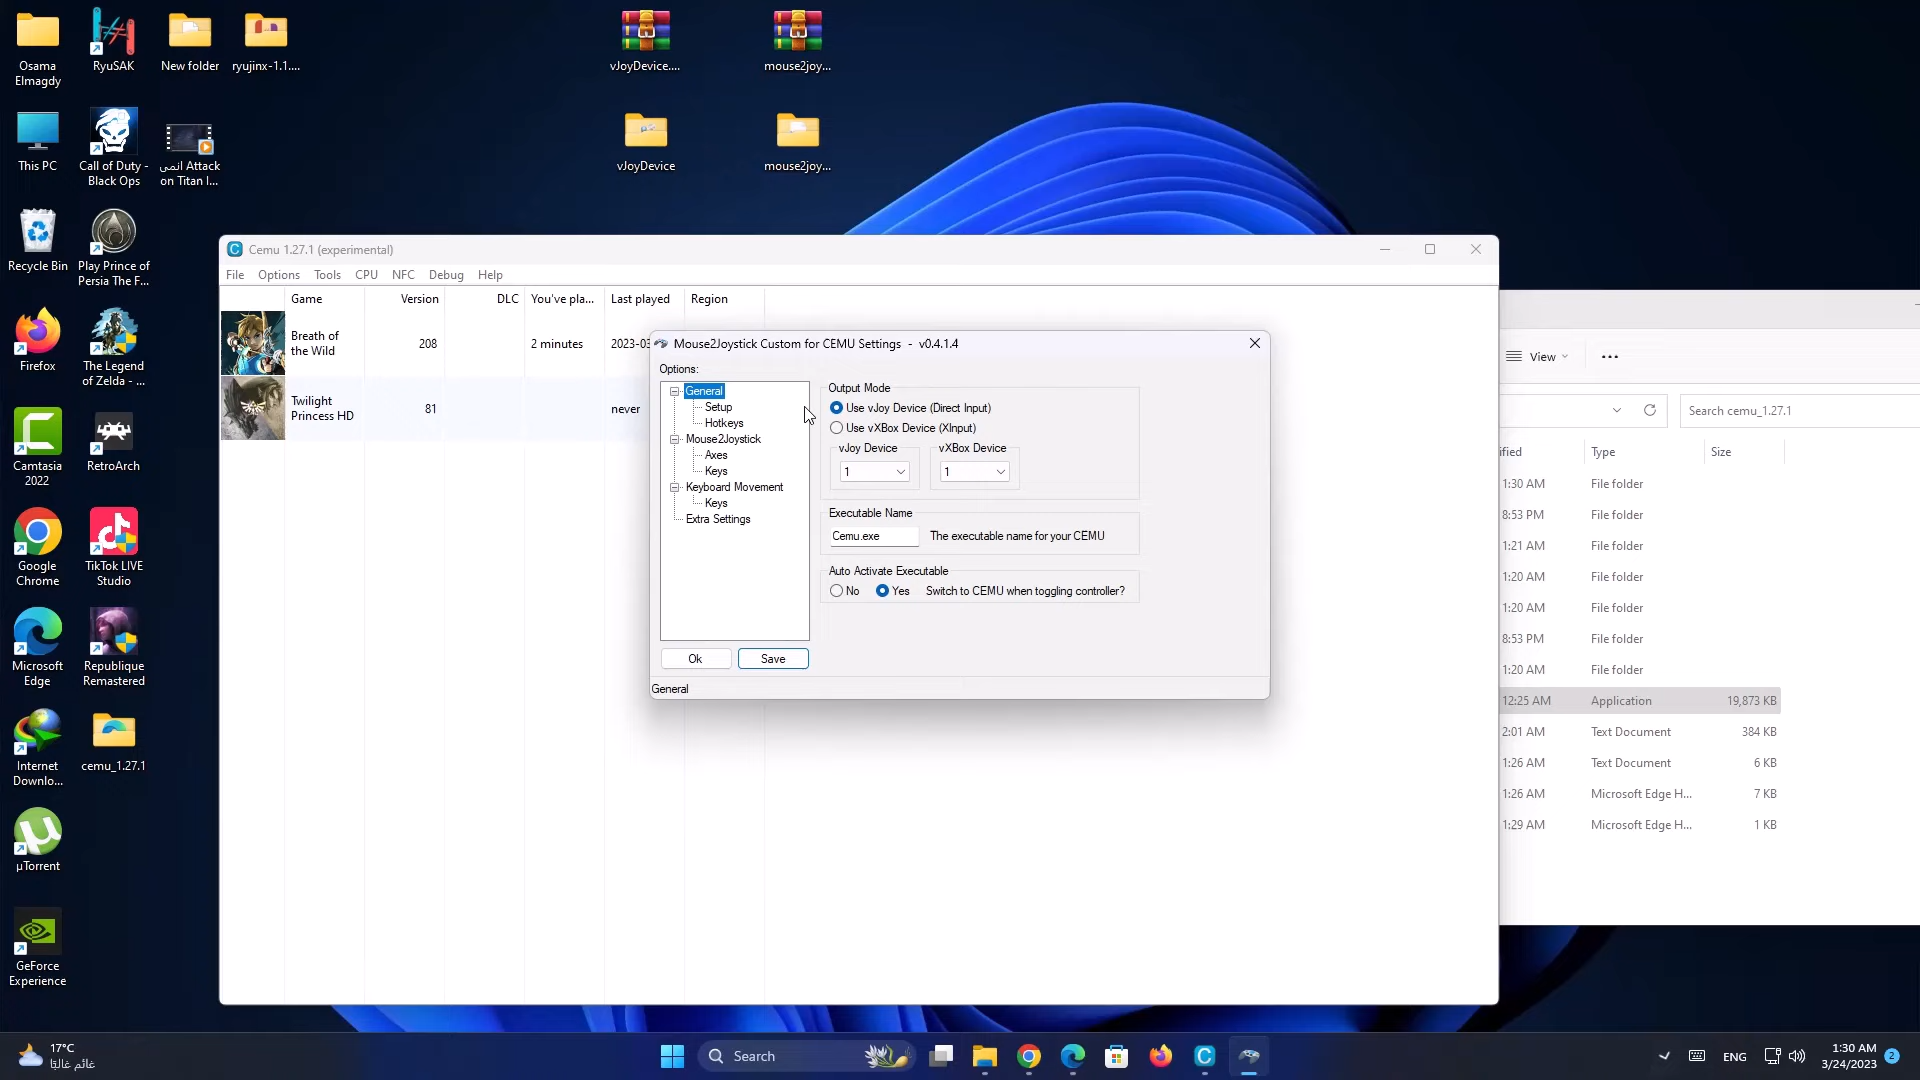 Osama
Elmagdy
RyuSAK
New folder
ryujinx-1.1....
vJoyDevice....
mouse2joy...
This PC
Call of Duty -
Black Ops
انمي Attack
on Titan I...
vJoyDevice
mouse2joy...
Recycle Bin
Play Prince of
Persia The F...
Firefox
The Legend
of Zelda - ...
Camtasia
2022
RetroArch
Google
Chrome
TikTok LIVE
Studio
Microsoft
Edge
Republique
Remastered
Internet
Downlo...
cemu_1.27.1
µTorrent
GeForce
Experience
Cemu 1.27.1 (experimental)
File Options Tools CPU NFC Debug Help
Game Version DLC You've pla... Last played Region
Breath of
the Wild
208 2 minutes 2023-03
Twilight
Princess HD
81 never
Mouse2Joystick Custom for CEMU Settings - v0.4.1.4
Options:
General
Setup
Hotkeys
Mouse2Joystick
Axes
Keys
Keyboard Movement
Keys
Extra Settings
Ok Save
General
Output Mode
Use vJoy Device (Direct Input)
Use vXBox Device (XInput)
vJoy Device vXBox Device
1 1
Executable Name
Cemu.exe The executable name for your CEMU
Auto Activate Executable
No Yes Switch to CEMU when toggling controller?
View
Search cemu_1.27.1
ified Type Size
1:30 AM File folder
8:53 PM File folder
1:21 AM File folder
1:20 AM File folder
1:20 AM File folder
8:53 PM File folder
1:20 AM File folder
12:25 AM Application 19,873 KB
2:01 AM Text Document 384 KB
1:26 AM Text Document 6 KB
1:26 AM Microsoft Edge H... 7 KB
1:29 AM Microsoft Edge H... 1 KB
17°C
غائم غالبًا
Search
ENG
1:30 AM
3/24/2023
2